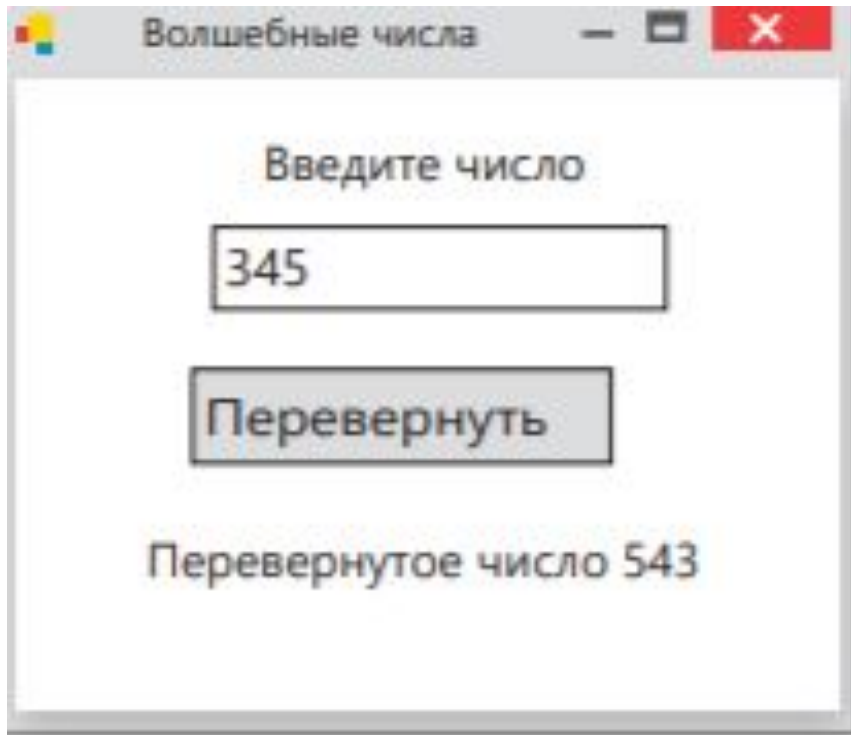 Волшебные числа
Введите число
345
Перевернуть
Перевернутое число 543